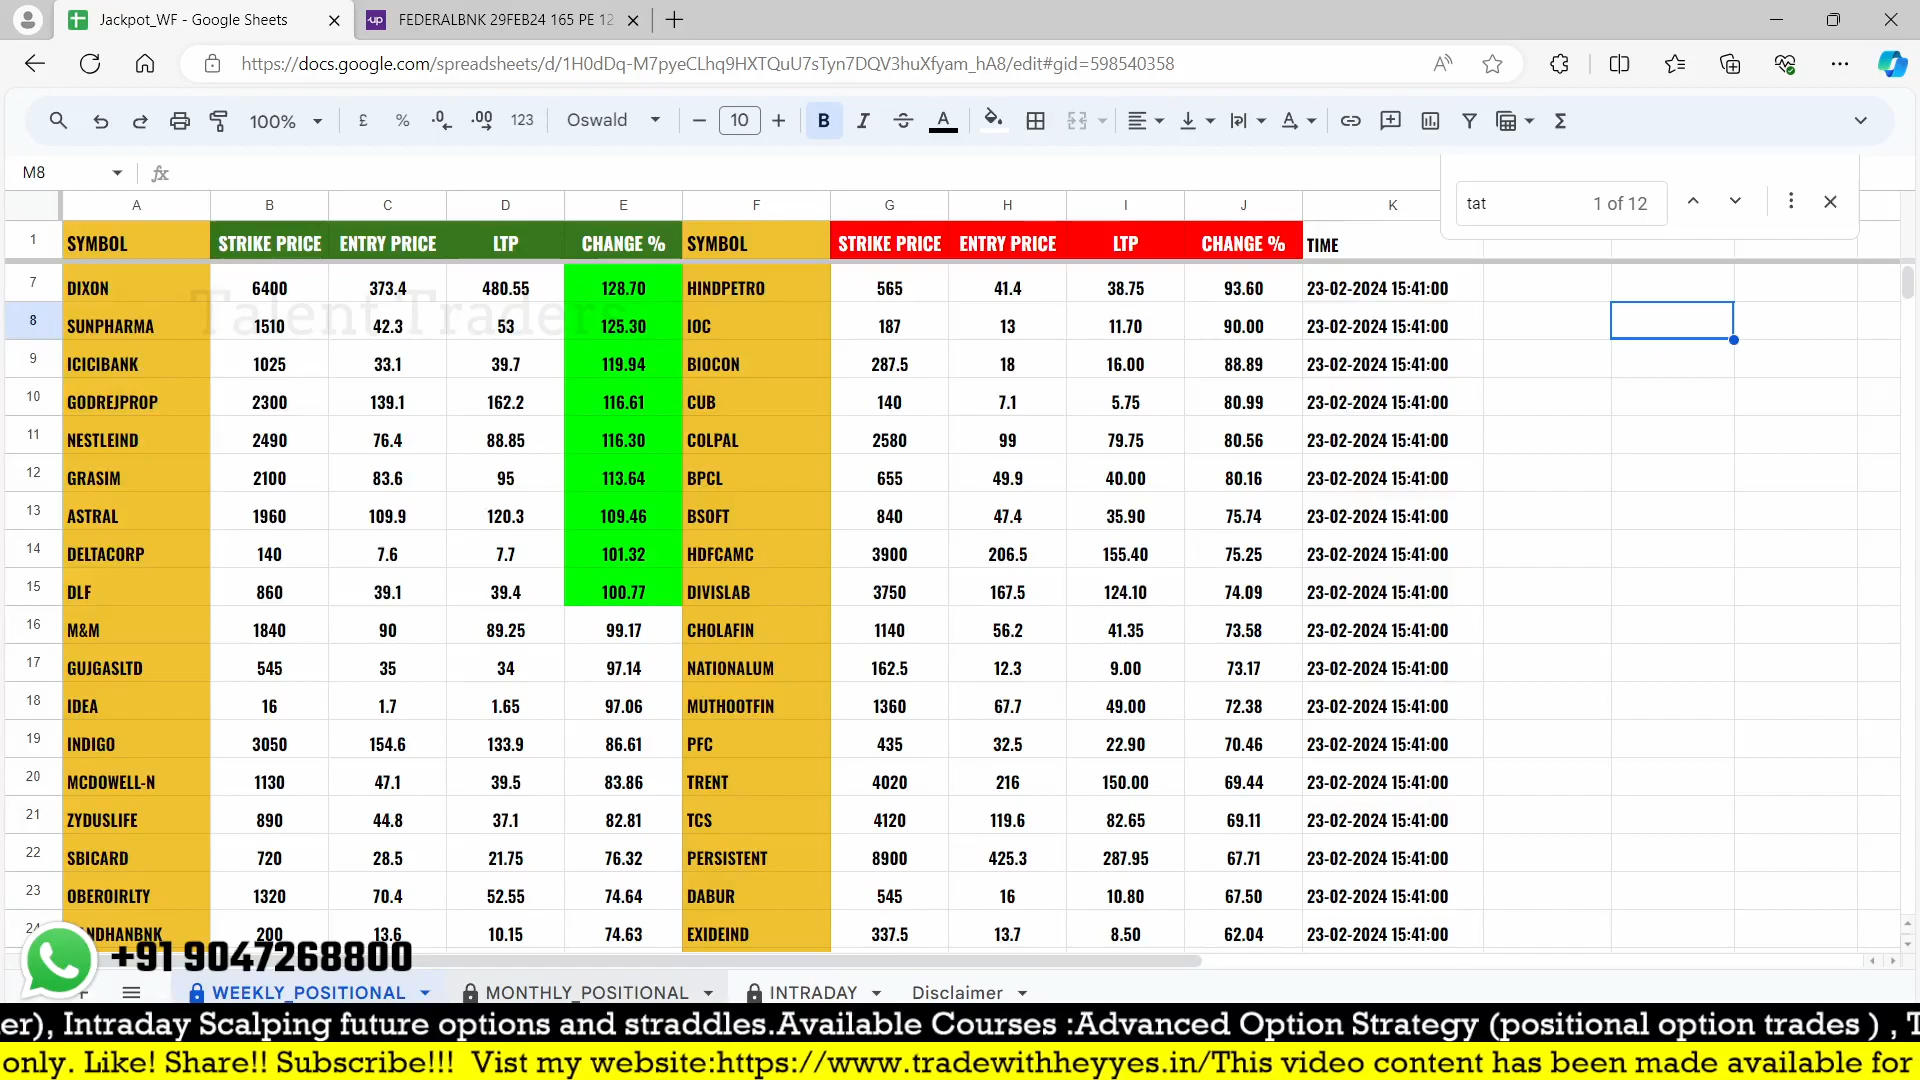 Jackpot_WF - Google Sheets FEDERALBNK 29FEB24 165 PE 12
https://docs.google.com/spreadsheets/d/1H0dDq-M7pyeCLhq9HXTQuU7sTyn7DQV3huXfyam_hA8/edit#gid=598540358
100% £ % .0 .00 123 Oswald 10 B I A
M8 fx tat 1 of 12
A B C D E F G H I J K
1 SYMBOL STRIKE PRICE ENTRY PRICE LTP CHANGE % SYMBOL STRIKE PRICE ENTRY PRICE LTP CHANGE % TIME
7 DIXON 6400 373.4 480.55 128.70 HINDPETRO 565 41.4 38.75 93.60 23-02-2024 15:41:00
Talent Traders
8 SUNPHARMA 1510 42.3 53 125.30 IOC 187 13 11.70 90.00 23-02-2024 15:41:00
9 ICICIBANK 1025 33.1 39.7 119.94 BIOCON 287.5 18 16.00 88.89 23-02-2024 15:41:00
10 GODREJPROP 2300 139.1 162.2 116.61 CUB 140 7.1 5.75 80.99 23-02-2024 15:41:00
11 NESTLEIND 2490 76.4 88.85 116.30 COLPAL 2580 99 79.75 80.56 23-02-2024 15:41:00
12 GRASIM 2100 83.6 95 113.64 BPCL 655 49.9 40.00 80.16 23-02-2024 15:41:00
13 ASTRAL 1960 109.9 120.3 109.46 BSOFT 840 47.4 35.90 75.74 23-02-2024 15:41:00
14 DELTACORP 140 7.6 7.7 101.32 HDFCAMC 3900 206.5 155.40 75.25 23-02-2024 15:41:00
15 DLF 860 39.1 39.4 100.77 DIVISLAB 3750 167.5 124.10 74.09 23-02-2024 15:41:00
16 M&M 1840 90 89.25 99.17 CHOLAFIN 1140 56.2 41.35 73.58 23-02-2024 15:41:00
17 GUJGASLTD 545 35 34 97.14 NATIONALUM 162.5 12.3 9.00 73.17 23-02-2024 15:41:00
18 IDEA 16 1.7 1.65 97.06 MUTHOOTFIN 1360 67.7 49.00 72.38 23-02-2024 15:41:00
19 INDIGO 3050 154.6 133.9 86.61 PFC 435 32.5 22.90 70.46 23-02-2024 15:41:00
20 MCDOWELL-N 1130 47.1 39.5 83.86 TRENT 4020 216 150.00 69.44 23-02-2024 15:41:00
21 ZYDUSLIFE 890 44.8 37.1 82.81 TCS 4120 119.6 82.65 69.11 23-02-2024 15:41:00
22 SBICARD 720 28.5 21.75 76.32 PERSISTENT 8900 425.3 287.95 67.71 23-02-2024 15:41:00
23 OBEROIRLTY 1320 70.4 52.55 74.64 DABUR 545 16 10.80 67.50 23-02-2024 15:41:00
24 NDHANBNK 200 13.6 10.15 74.63 EXIDEIND 337.5 13.7 8.50 62.04 23-02-2024 15:41:00
+91 9047268800
WEEKLY_POSITIONAL MONTHLY_POSITIONAL INTRADAY Disclaimer
er), Intraday Scalping future options and straddles.Available Courses :Advanced Option Strategy (positional option trades ) , T
only. Like! Share!! Subscribe!!! Vist my website:https://www.tradewithheyyes.in/This video content has been made available for